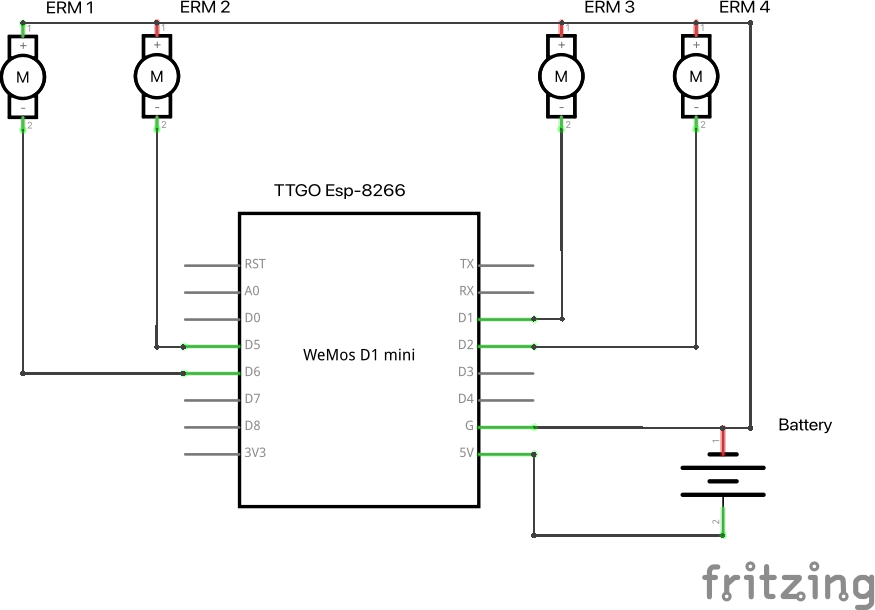 ERM 1
ERM 2
ERM 3
ERM 4
1
1
1
1
+
+
+
+
M
M
M
M
-
-
-
-
2
2
2
2
TTGO Esp-8266
RST
TX
A0
RX
D0
D1
D5
D2
WeMos D1 mini
D6
D3
D7
D4
D8
G
Battery
1
3V3
5V
2
fritzing